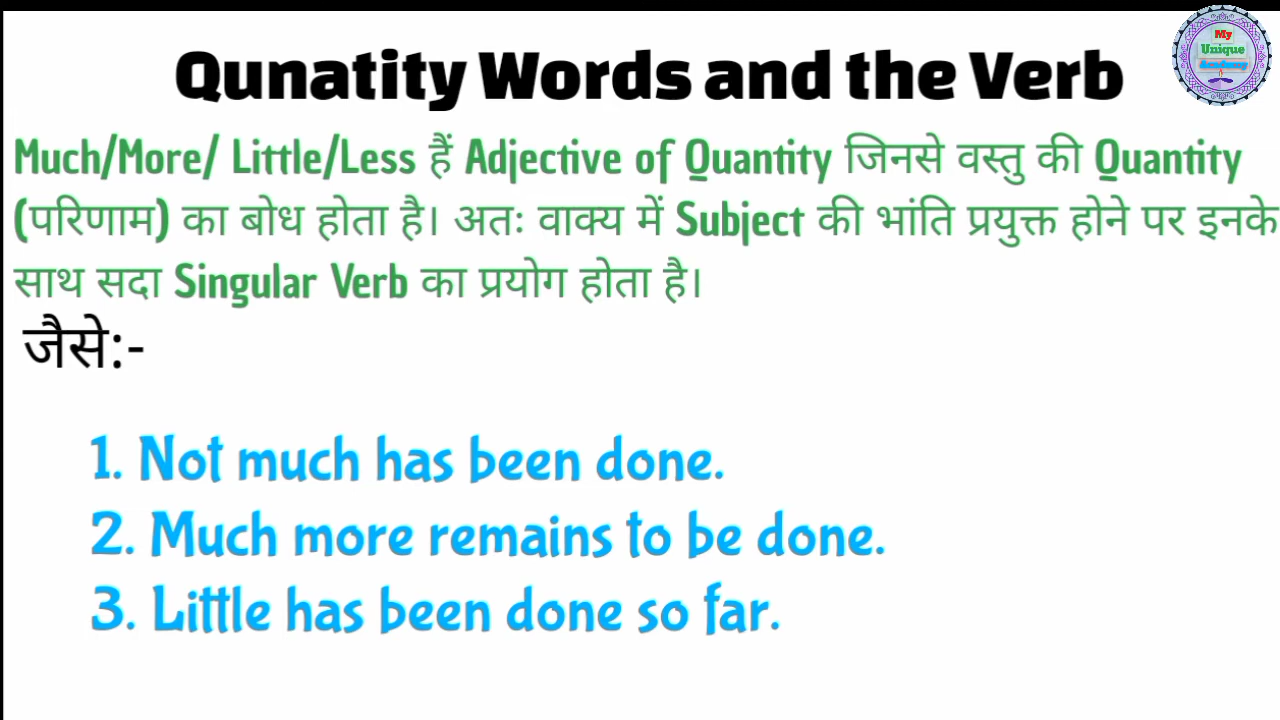 My
Unique
Academy
Qunatity Words and the Verb
Much/More/ Little/Less हैं Adjective of Quantity जिनसे वस्तु की Quantity
(परिणाम) का बोध होता है। अतः वाक्य में Subject की भांति प्रयुक्त होने पर इनके
साथ सदा Singular Verb का प्रयोग होता है।
जैसे:-
1. Not much has been done.
2. Much more remains to be done.
3. Little has been done so far.